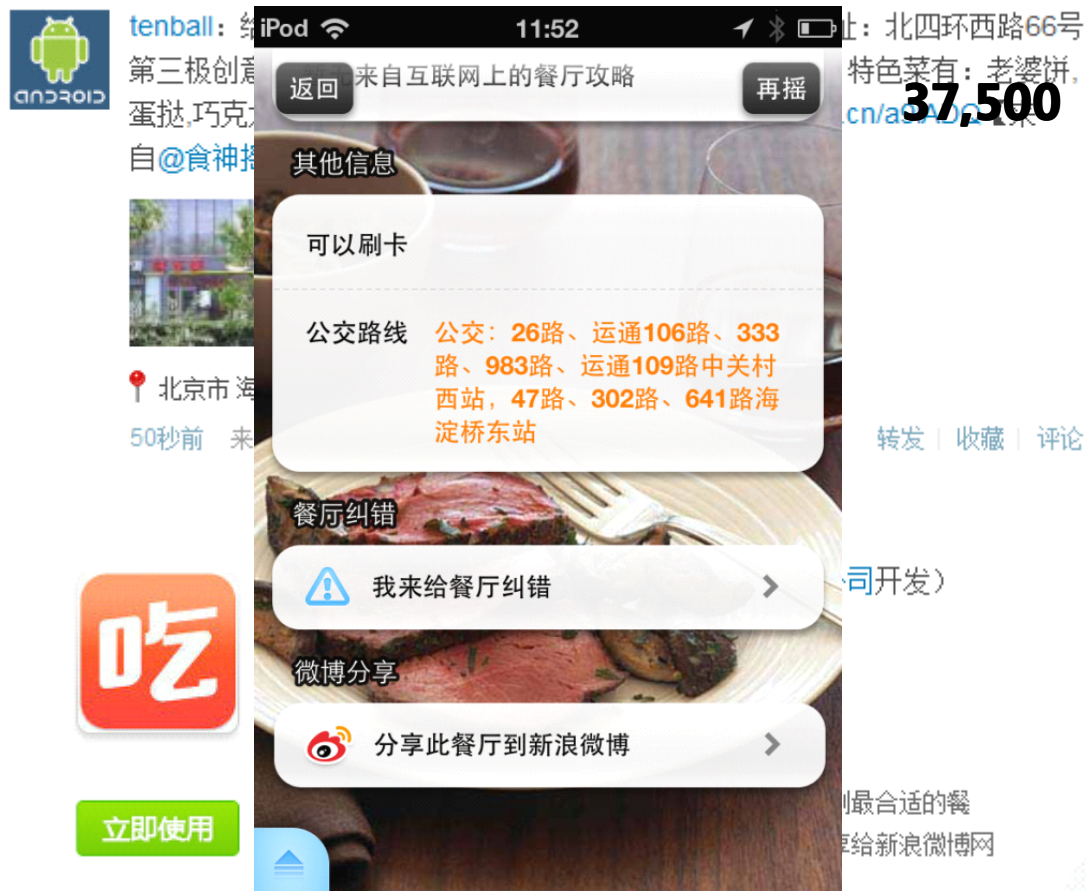 tenball：给
第三极创意
蛋挞,巧克力
自@食神摇
北京市 海
50秒前 来
ANDROID
吃
立即使用
iPod 11:52
返回
来自互联网上的餐厅攻略
再摇
其他信息
可以刷卡
公交路线
公交：26路、运通106路、333
路、983路、运通109路中关村
西站，47路、302路、641路海
淀桥东站
餐厅纠错
我来给餐厅纠错
微博分享
分享此餐厅到新浪微博
址：北四环西路66号
特色菜有：老婆饼,
37,500
转发 | 收藏 | 评论
司开发）
最合适的餐
给新浪微博网